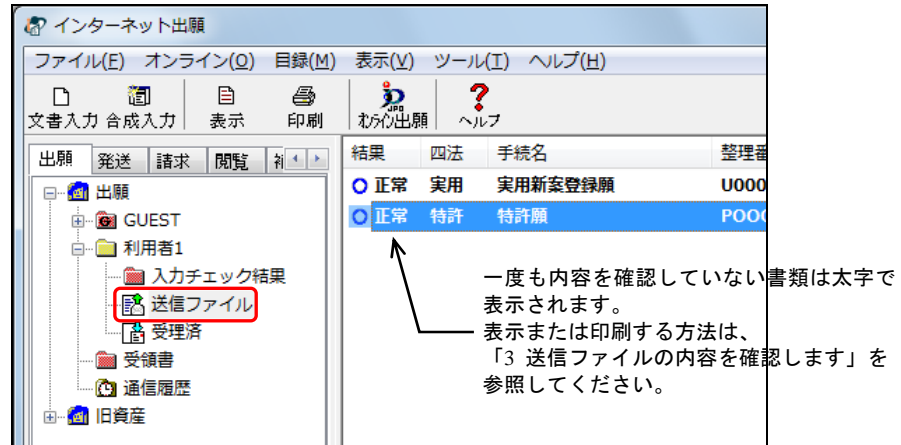 インターネット出願
ファイル(F) オンライン(O) 目録(M) 表示(V) ツール(T) ヘルプ(H)
文書入力 合成入力 表示 印刷 オンライン出願 ヘルプ
出願 発送 請求 閲覧
結果 四法 手続名 整理番
正常 実用 実用新案登録願 U000
正常 特許 特許願
出願
GUEST
利用者1
入力チェック結果
送信ファイル
受理済
受領書
通信履歴
旧資産
一度も内容を確認していない書類は太字で
表示されます。
表示または印刷する方法は、
「3 送信ファイルの内容を確認します」を
参照してください。